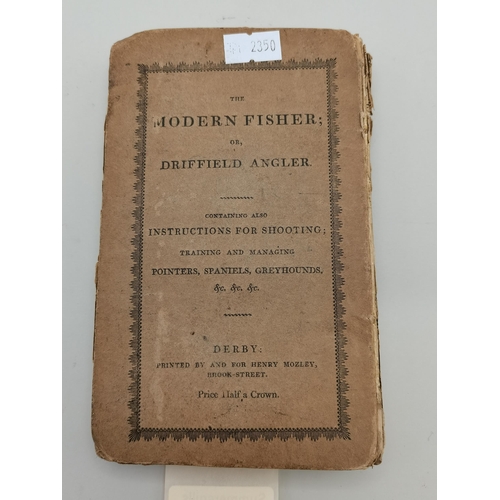 2350
THE
MODERN FISHER;
OR,
DRIFFIELD ANGLER.
CONTAINING ALSO
INSTRUCTIONS FOR SHOOTING;
TRAINING AND MANAGING
POINTERS, SPANIELS, GREYHOUNDS,
&c. &c. &c.
DERBY:
PRINTED BY AND FOR HENRY MOZLEY,
BROOK-STREET.
Price Half a Crown.